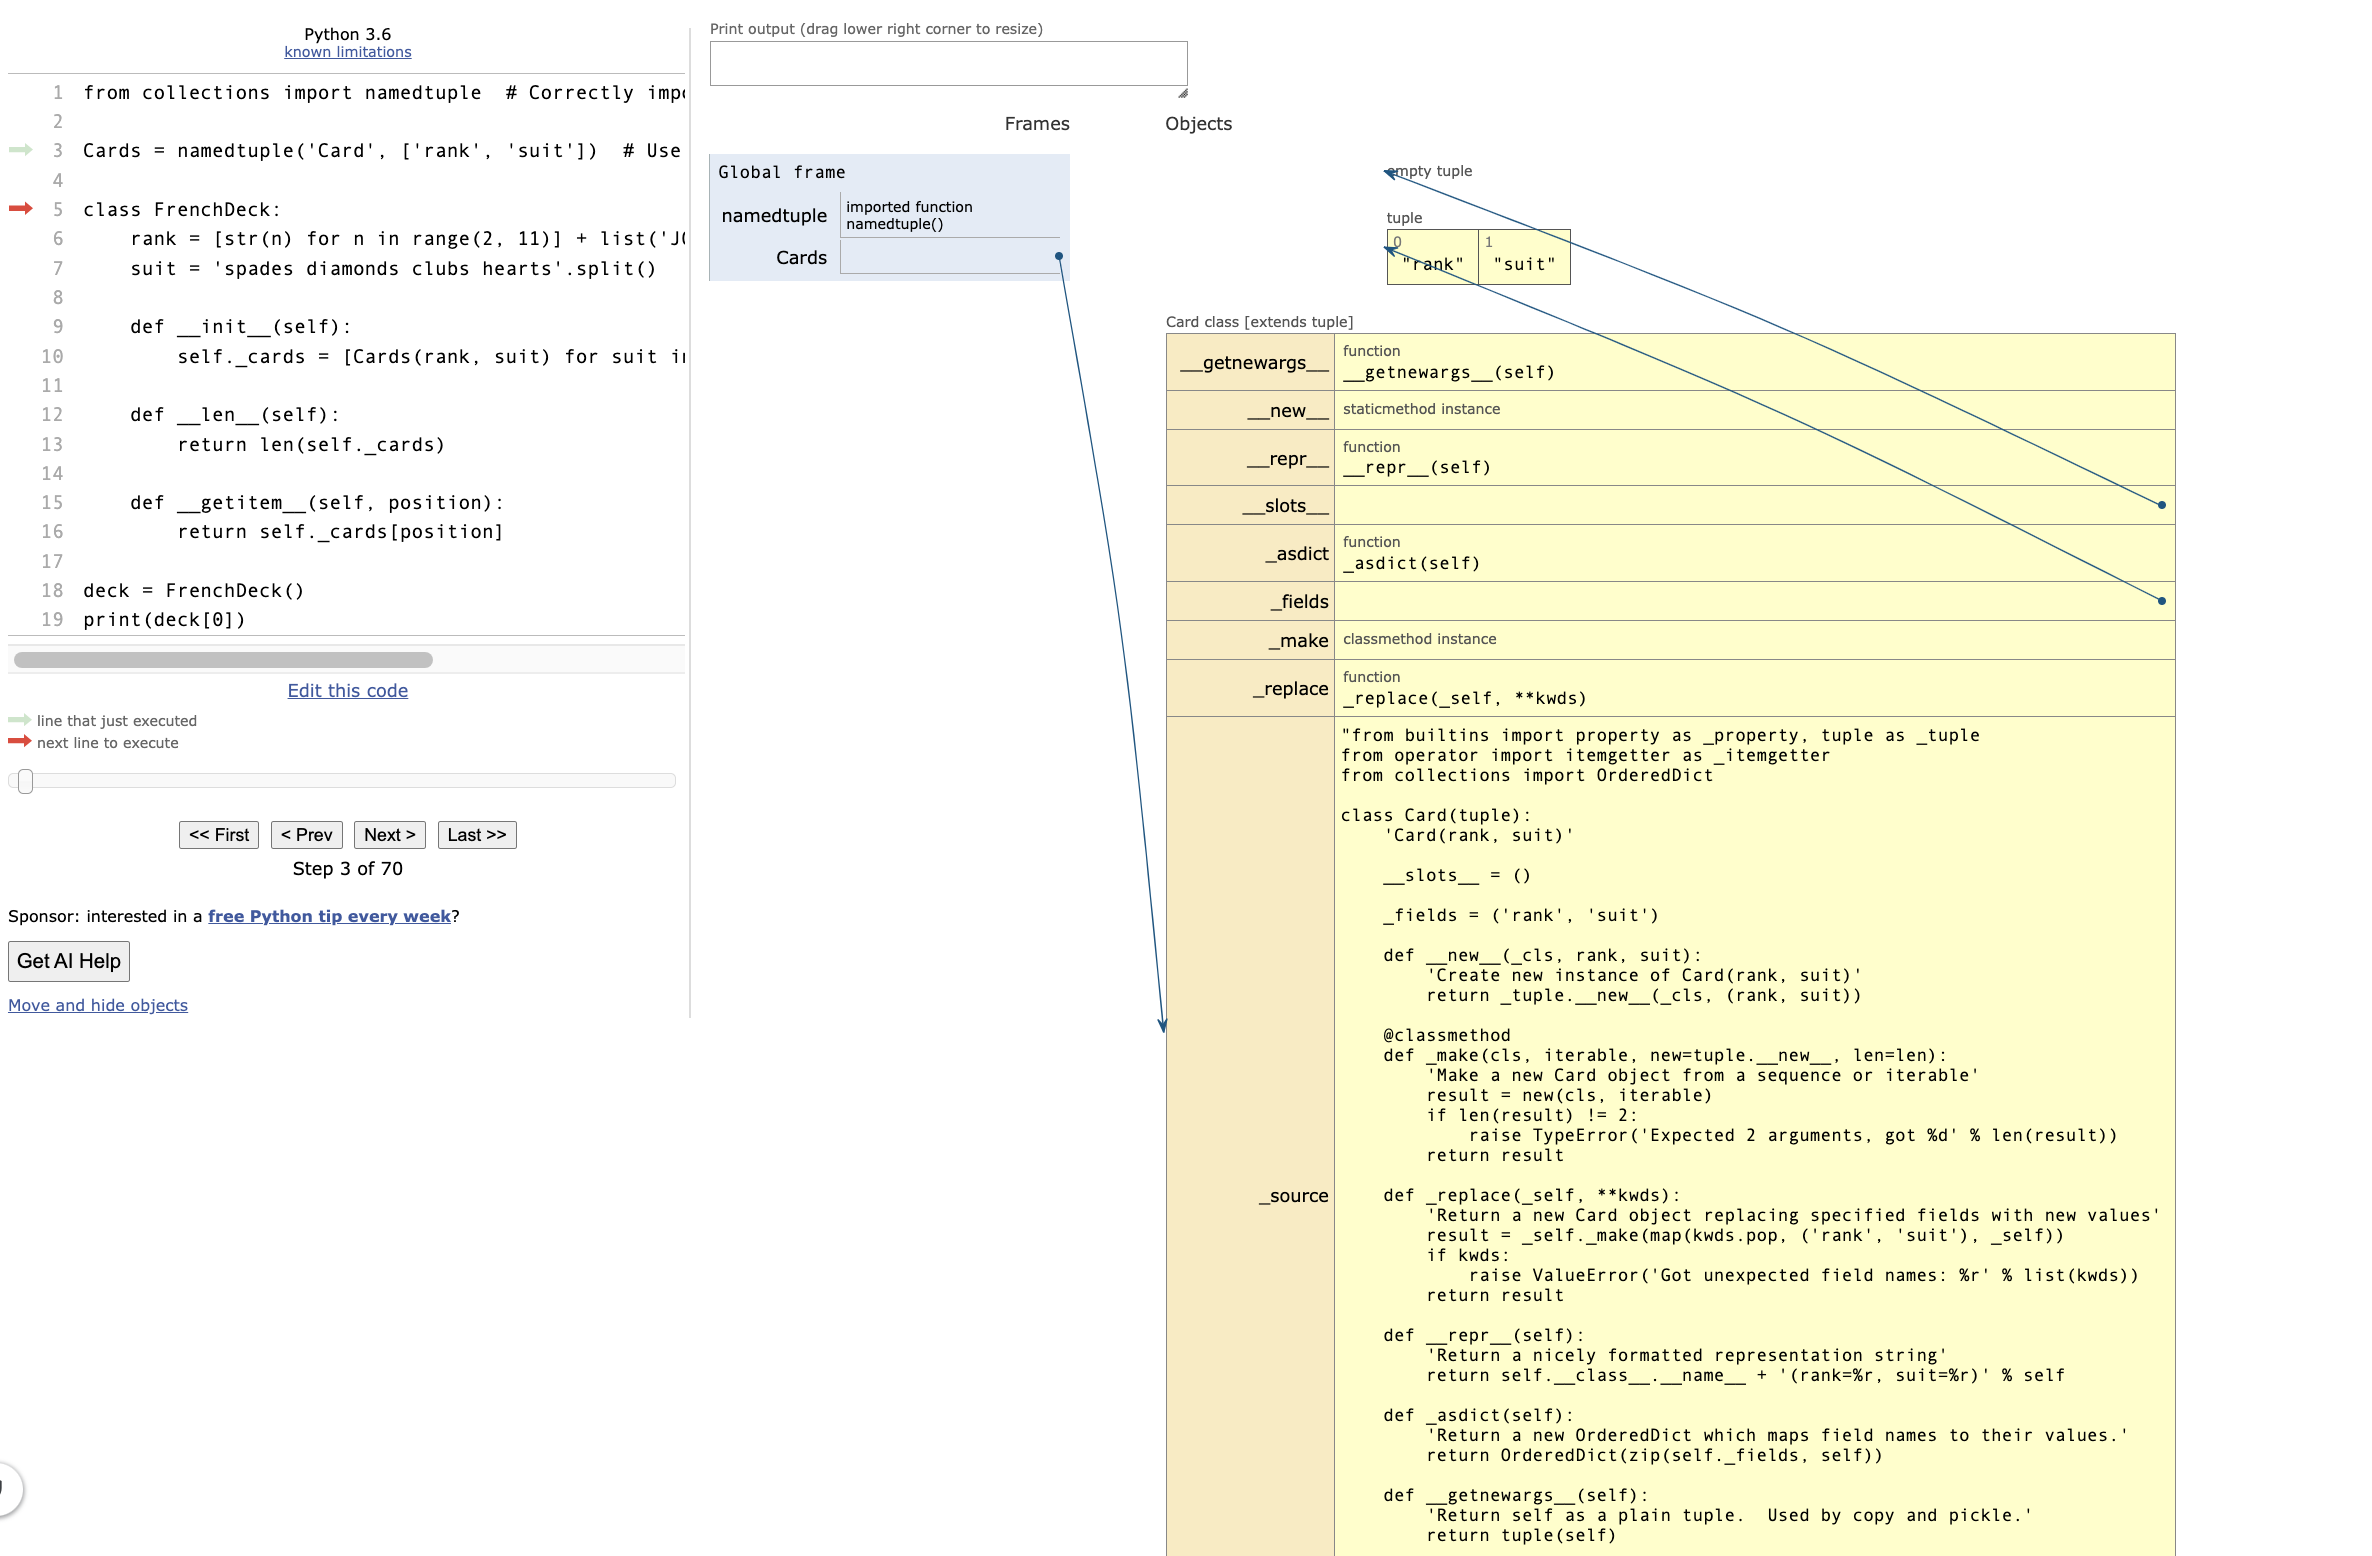 Python 3.6
known limitations
1 from collections import namedtuple  # Correctly impo
2
3 Cards = namedtuple('Card', ['rank', 'suit'])  # Use
4
5 class FrenchDeck:
6     rank = [str(n) for n in range(2, 11)] + list('J
7     suit = 'spades diamonds clubs hearts'.split()
8
9     def __init__(self):
10         self._cards = [Cards(rank, suit) for suit in
11
12     def __len__(self):
13         return len(self._cards)
14
15     def __getitem__(self, position):
16         return self._cards[position]
17
18 deck = FrenchDeck()
19 print(deck[0])
Edit this code
line that just executed
next line to execute
<< First  < Prev  Next >  Last >>
Step 3 of 70
Sponsor: interested in a free Python tip every week?
Get AI Help
Move and hide objects
Print output (drag lower right corner to resize)
Frames  Objects
Global frame
namedtuple  imported function
namedtuple()
Cards
empty tuple
tuple
0  1
"rank"  "suit"
Card class [extends tuple]
__getnewargs__  function
__getnewargs__(self)
__new__  staticmethod instance
__repr__  function
__repr__(self)
__slots__
_asdict  function
_asdict(self)
_fields
_make  classmethod instance
_replace  function
_replace(_self, **kwds)
_source
"from builtins import property as _property, tuple as _tuple
from operator import itemgetter as _itemgetter
from collections import OrderedDict

class Card(tuple):
    'Card(rank, suit)'

    __slots__ = ()

    _fields = ('rank', 'suit')

    def __new__(_cls, rank, suit):
        'Create new instance of Card(rank, suit)'
        return _tuple.__new__(_cls, (rank, suit))

    @classmethod
    def _make(cls, iterable, new=tuple.__new__, len=len):
        'Make a new Card object from a sequence or iterable'
        result = new(cls, iterable)
        if len(result) != 2:
            raise TypeError('Expected 2 arguments, got %d' % len(result))
        return result

    def _replace(_self, **kwds):
        'Return a new Card object replacing specified fields with new values'
        result = _self._make(map(kwds.pop, ('rank', 'suit'), _self))
        if kwds:
            raise ValueError('Got unexpected field names: %r' % list(kwds))
        return result

    def __repr__(self):
        'Return a nicely formatted representation string'
        return self.__class__.__name__ + '(rank=%r, suit=%r)' % self

    def _asdict(self):
        'Return a new OrderedDict which maps field names to their values.'
        return OrderedDict(zip(self._fields, self))

    def __getnewargs__(self):
        'Return self as a plain tuple.  Used by copy and pickle.'
        return tuple(self)